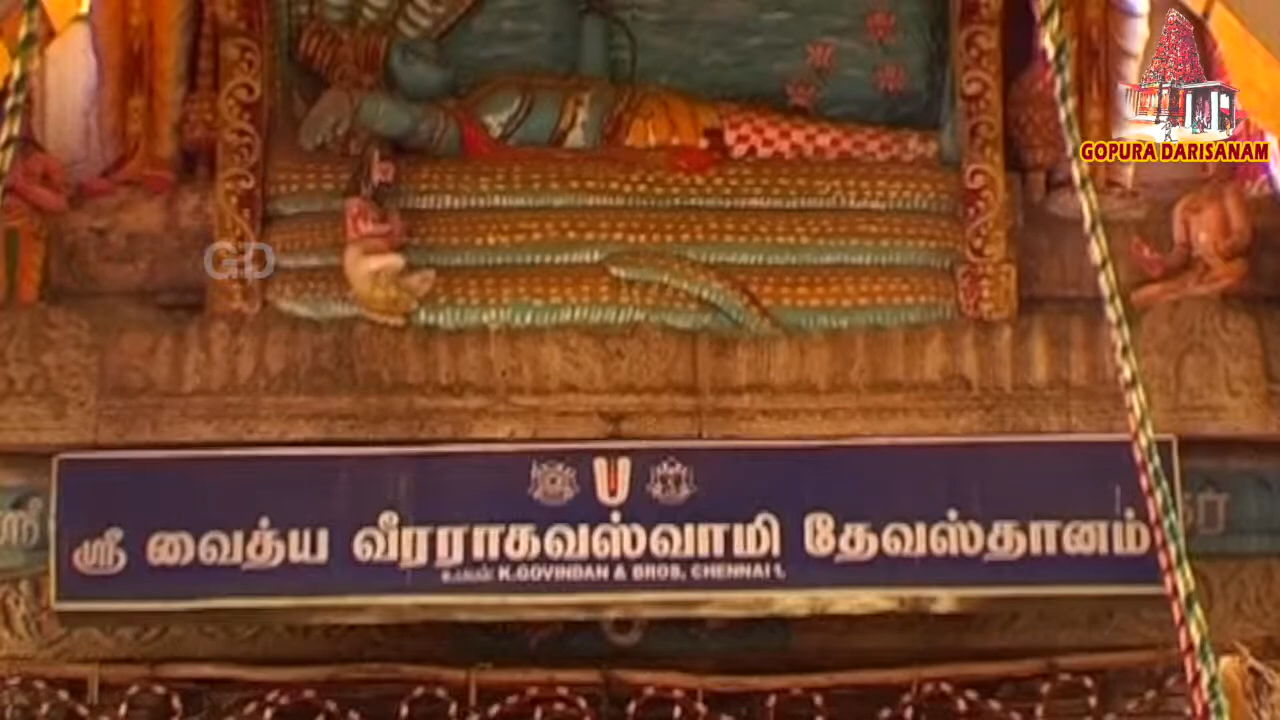 GOPURA DARISANAM
GD
ஸ்ரீ வைத்ய வீரராகவஸ்வாமி தேவஸ்தானம்
K.GOVINDAN & BROS, CHENNAI 1.